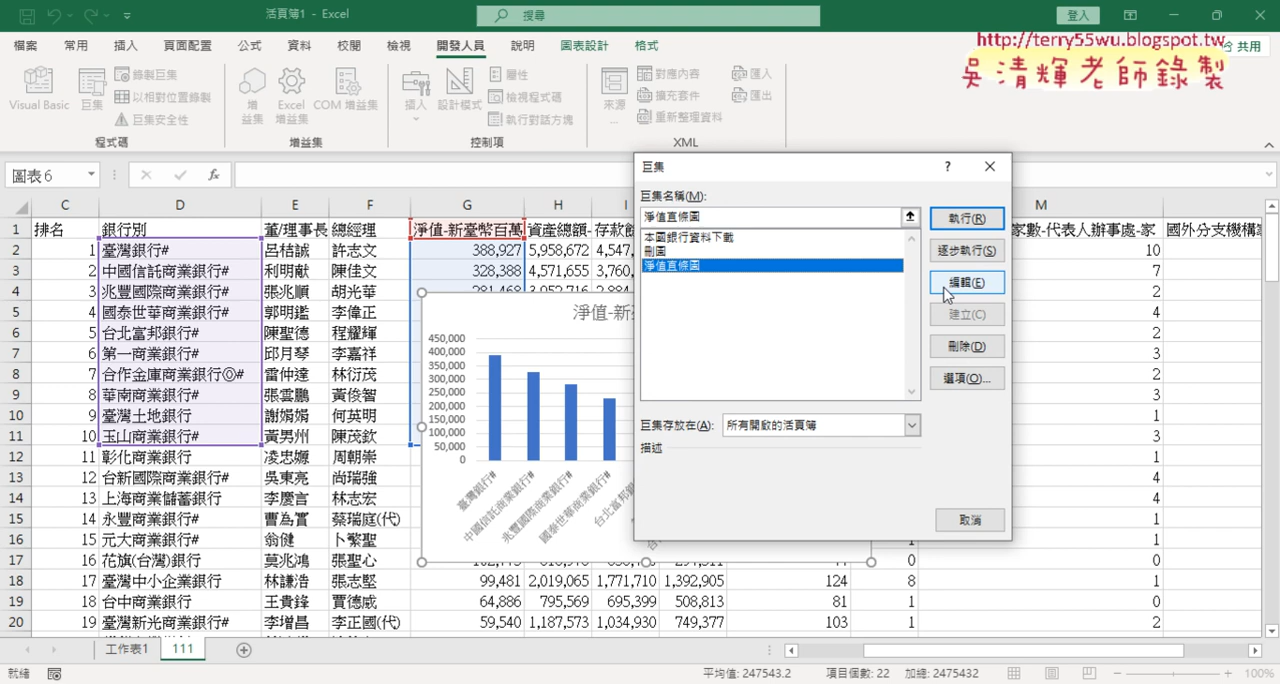 活頁簿1 - Excel
搜尋
登入
http://terry55wu.blogspot.tw
吳清輝老師錄製
檔案 常用 插入 頁面配置 公式 資料 校閱 檢視 開發人員 說明 圖表設計 格式 共用
Visual Basic
巨集
錄製巨集
以相對位置錄製
巨集安全性
程式碼
增益集
Excel 增益集
COM 增益集
增益集
插入
設計模式
屬性
檢視程式碼
執行對話方塊
控制項
來源
對應內容
擴充套件
重新整理資料
匯入
匯出
XML
圖表 6
fx
C D E F G H I M
1 排名 銀行別 董/理事長 總經理 淨值-新臺幣百萬 資產總額- 家數-代表人辦事處-家 國外分支機構
2 1 臺灣銀行# 呂桔誠 許志文 388,927 5,958,672 4,547, 10
3 2 中國信託商業銀行# 利明献 陳佳文 328,388 4,571,655 3,760, 7
4 3 兆豐國際商業銀行# 張兆順 胡光華 2
5 4 國泰世華商業銀行# 郭明鑑 李偉正 4
6 5 台北富邦銀行# 陳聖德 程耀輝 2
7 6 第一商業銀行# 邱月琴 李嘉祥 3
8 7 合作金庫商業銀行◎# 雷仲達 林衍茂 2
9 8 華南商業銀行# 張雲鵬 黃俊智 3
10 9 臺灣土地銀行 謝娟娟 何英明 1
11 10 玉山商業銀行# 黃男州 陳茂欽 3
12 11 彰化商業銀行 凌忠嫄 周朝崇 1
13 12 台新國際商業銀行# 吳東亮 尚瑞強 4
14 13 上海商業儲蓄銀行 李慶言 林志宏 4
15 14 永豐商業銀行# 曹為實 蔡瑞庭(代) 1
16 15 元大商業銀行# 翁健 卜繁聖 1
17 16 花旗(台灣)銀行 莫兆鴻 張聖心 0 0
18 17 臺灣中小企業銀行 林謙浩 張志堅 99,481 2,019,065 1,771,710 1,392,905 124 8 1
19 18 台中商業銀行 王貴鋒 賈德威 64,886 795,569 695,399 508,813 81 1 0
20 19 臺灣新光商業銀行# 李增昌 李正國(代) 59,540 1,187,573 1,034,930 749,377 103 1 2
淨值-新
450,000
400,000
350,000
300,000
250,000
200,000
150,000
100,000
50,000
0
臺灣銀行#
中國信託商業銀行#
兆豐國際商業銀行#
國泰世華商業銀行#
台北富邦銀
巨集
?
巨集名稱(M):
淨值直條圖
本國銀行資料下載
刪圖
淨值直條圖
執行(R)
逐步執行(S)
編輯(E)
建立(C)
刪除(D)
選項(O)...
巨集存放在(A): 所有開啟的活頁簿
描述
取消
工作表1 111
就緒
平均值: 247543.2 項目個數: 22 加總: 2475432
100%